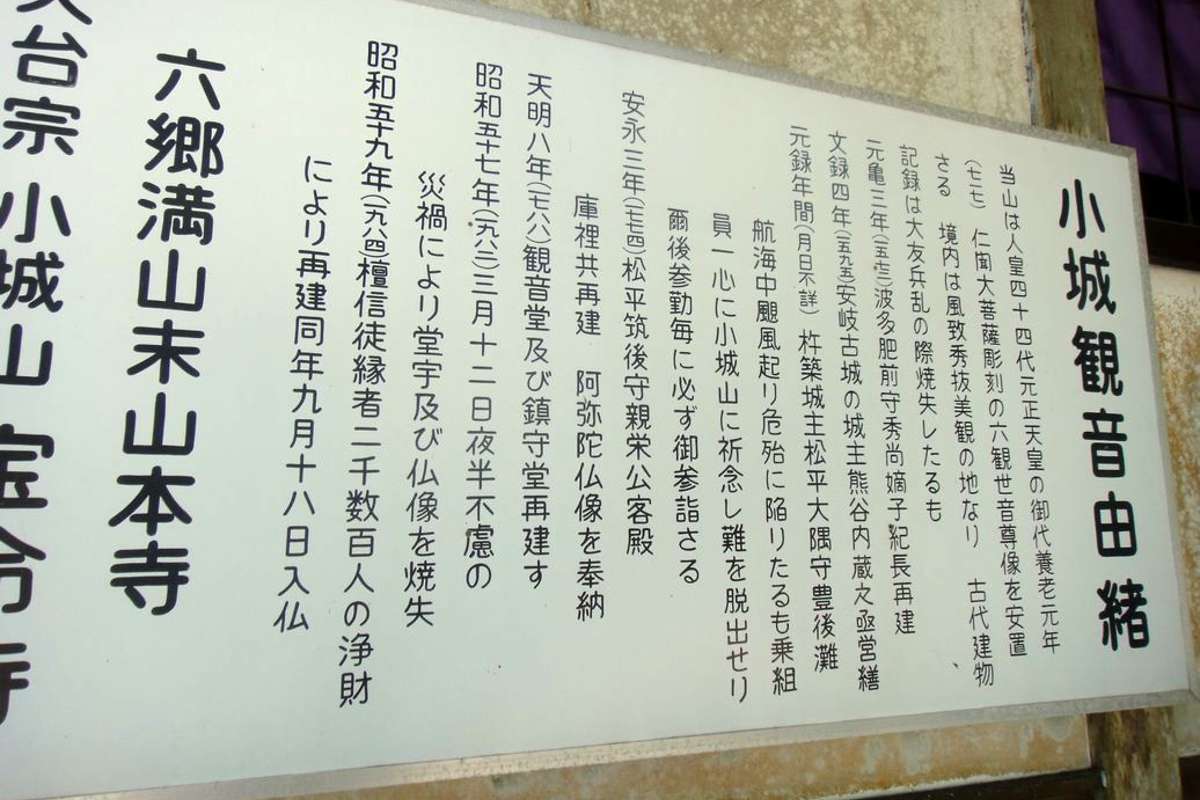 小城観音由緒
当山は人皇四十四代元正天皇の御代養老元年
(七一七) 仁聞大菩薩彫刻の六観世音尊像を安置
さる 境内は風致秀抜美観の地なり 古代建物
記録は大友兵乱の際焼失したるも
元亀三年(一五七二)波多肥前守秀尚嫡子紀長再建
文録四年(一五九五)安岐古城の城主熊谷内蔵之亟営繕
元録年間(月日不詳) 杵築城主松平大隅守豊後灘
航海中颶風起り危殆に陥りたるも乗組
員一心に小城山に祈念し難を脱出せり
爾後参勤毎に必ず御参詣さる
安永三年(一七七四)松平筑後守親栄公客殿
庫裡共再建 阿弥陀仏像を奉納
天明八年(一七八八)観音堂及び鎮守堂再建す
昭和五十七年(一九八二)三月十二日夜半不慮の
災禍により堂宇及び仏像を焼失
昭和五十九年(一九八四)檀信徒縁者二千数百人の浄財
により再建同年九月十八日入仏
六郷満山末山本寺
天台宗 小城山 宝命寺